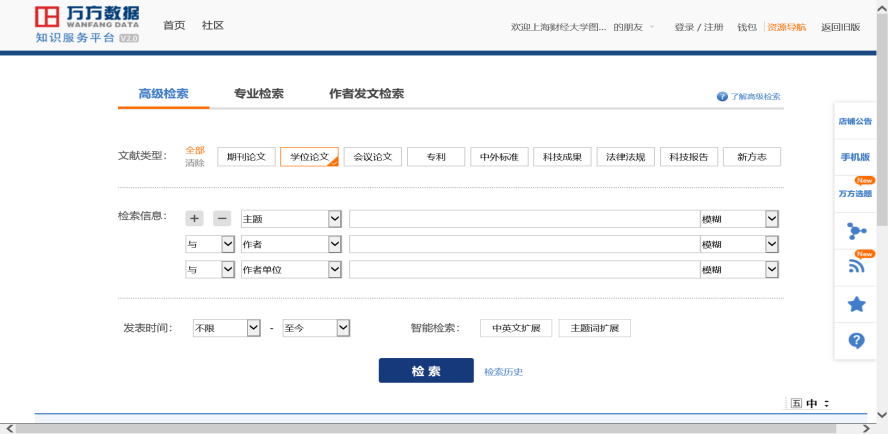 万方数据
WANFANG DATA
知识服务平台 V2.0
首页 社区
欢迎上海财经大学图... 的朋友 登录 / 注册 钱包 资源导航 返回旧版
高级检索 专业检索 作者发文检索
了解高级检索
文献类型： 全部 清除 期刊论文 学位论文 会议论文 专利 中外标准 科技成果 法律法规 科技报告 新方志
检索信息： + - 主题 模糊
与 作者 模糊
与 作者单位 模糊
发表时间： 不限 - 至今 智能检索： 中英文扩展 主题词扩展
检索 检索历史
店铺公告
手机版
New
万方选题
New
五 中